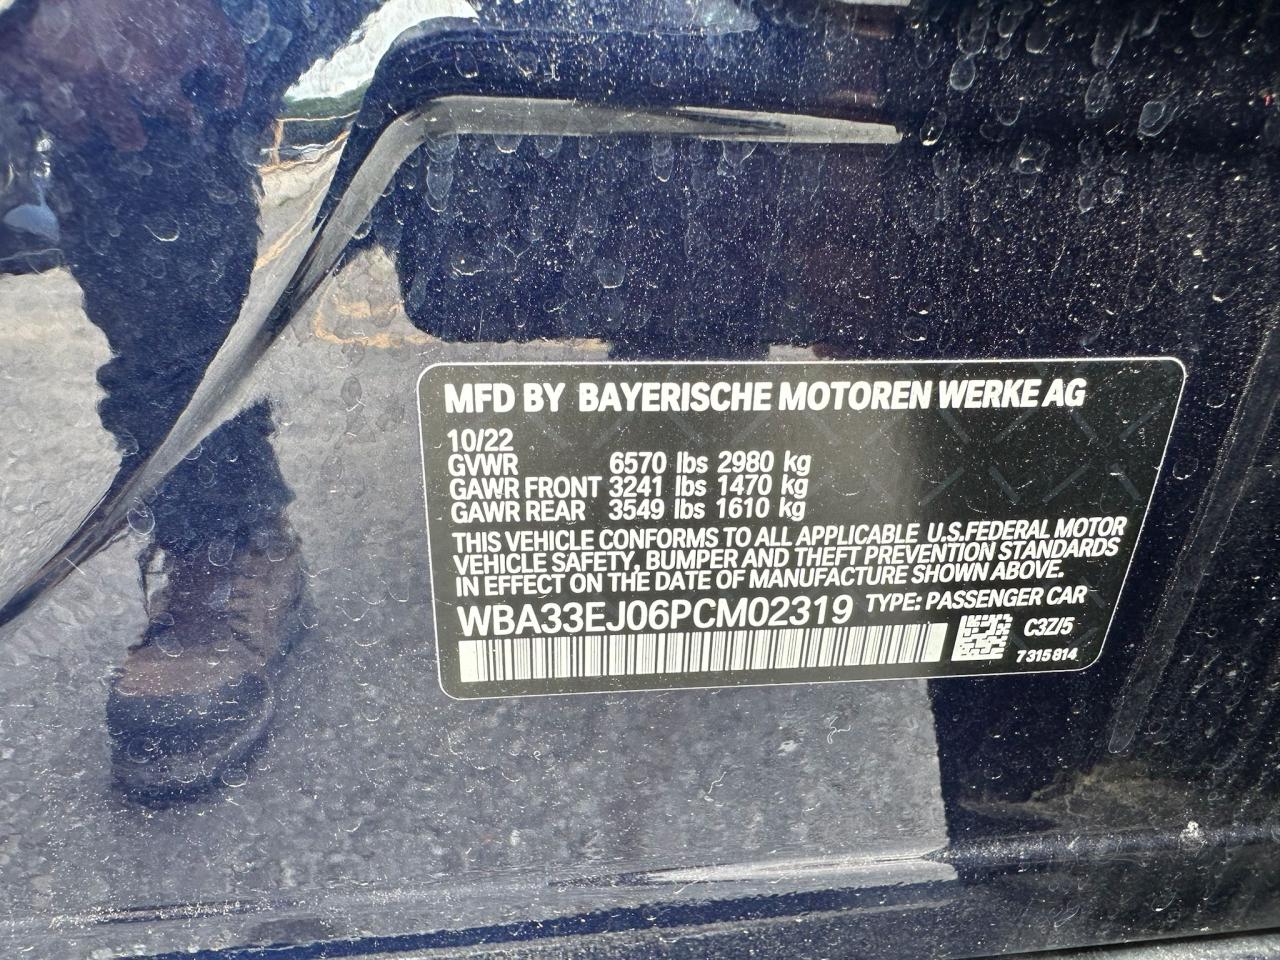 MFD BY BAYERISCHE MOTOREN WERKE AG
10/22
GVWR 6570 lbs 2980 kg
GAWR FRONT 3241 lbs 1470 kg
GAWR REAR 3549 lbs 1610 kg
THIS VEHICLE CONFORMS TO ALL APPLICABLE U.S.FEDERAL MOTOR
VEHICLE SAFETY, BUMPER AND THEFT PREVENTION STANDARDS
IN EFFECT ON THE DATE OF MANUFACTURE SHOWN ABOVE.
WBA33EJ06PCM02319 TYPE: PASSENGER CAR
C3Z/5
7315814